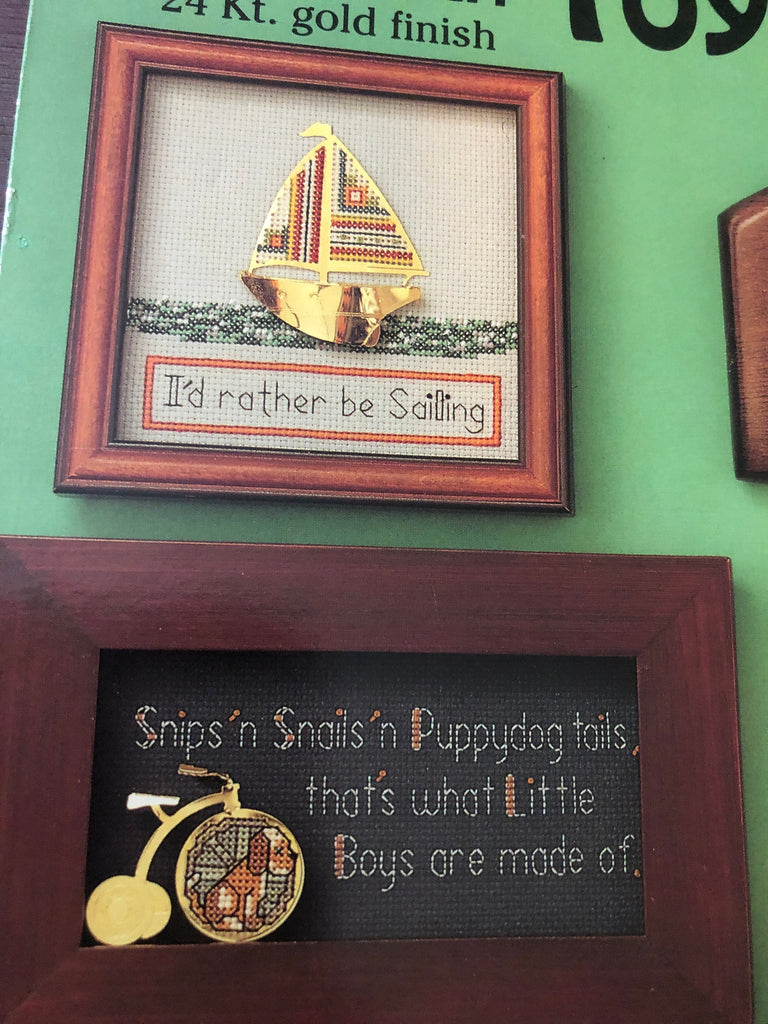 24 Kt. gold finish
I'd rather be Sailing
Snips 'n Snails 'n Puppydog tails,
that's what Little
Boys are made of.